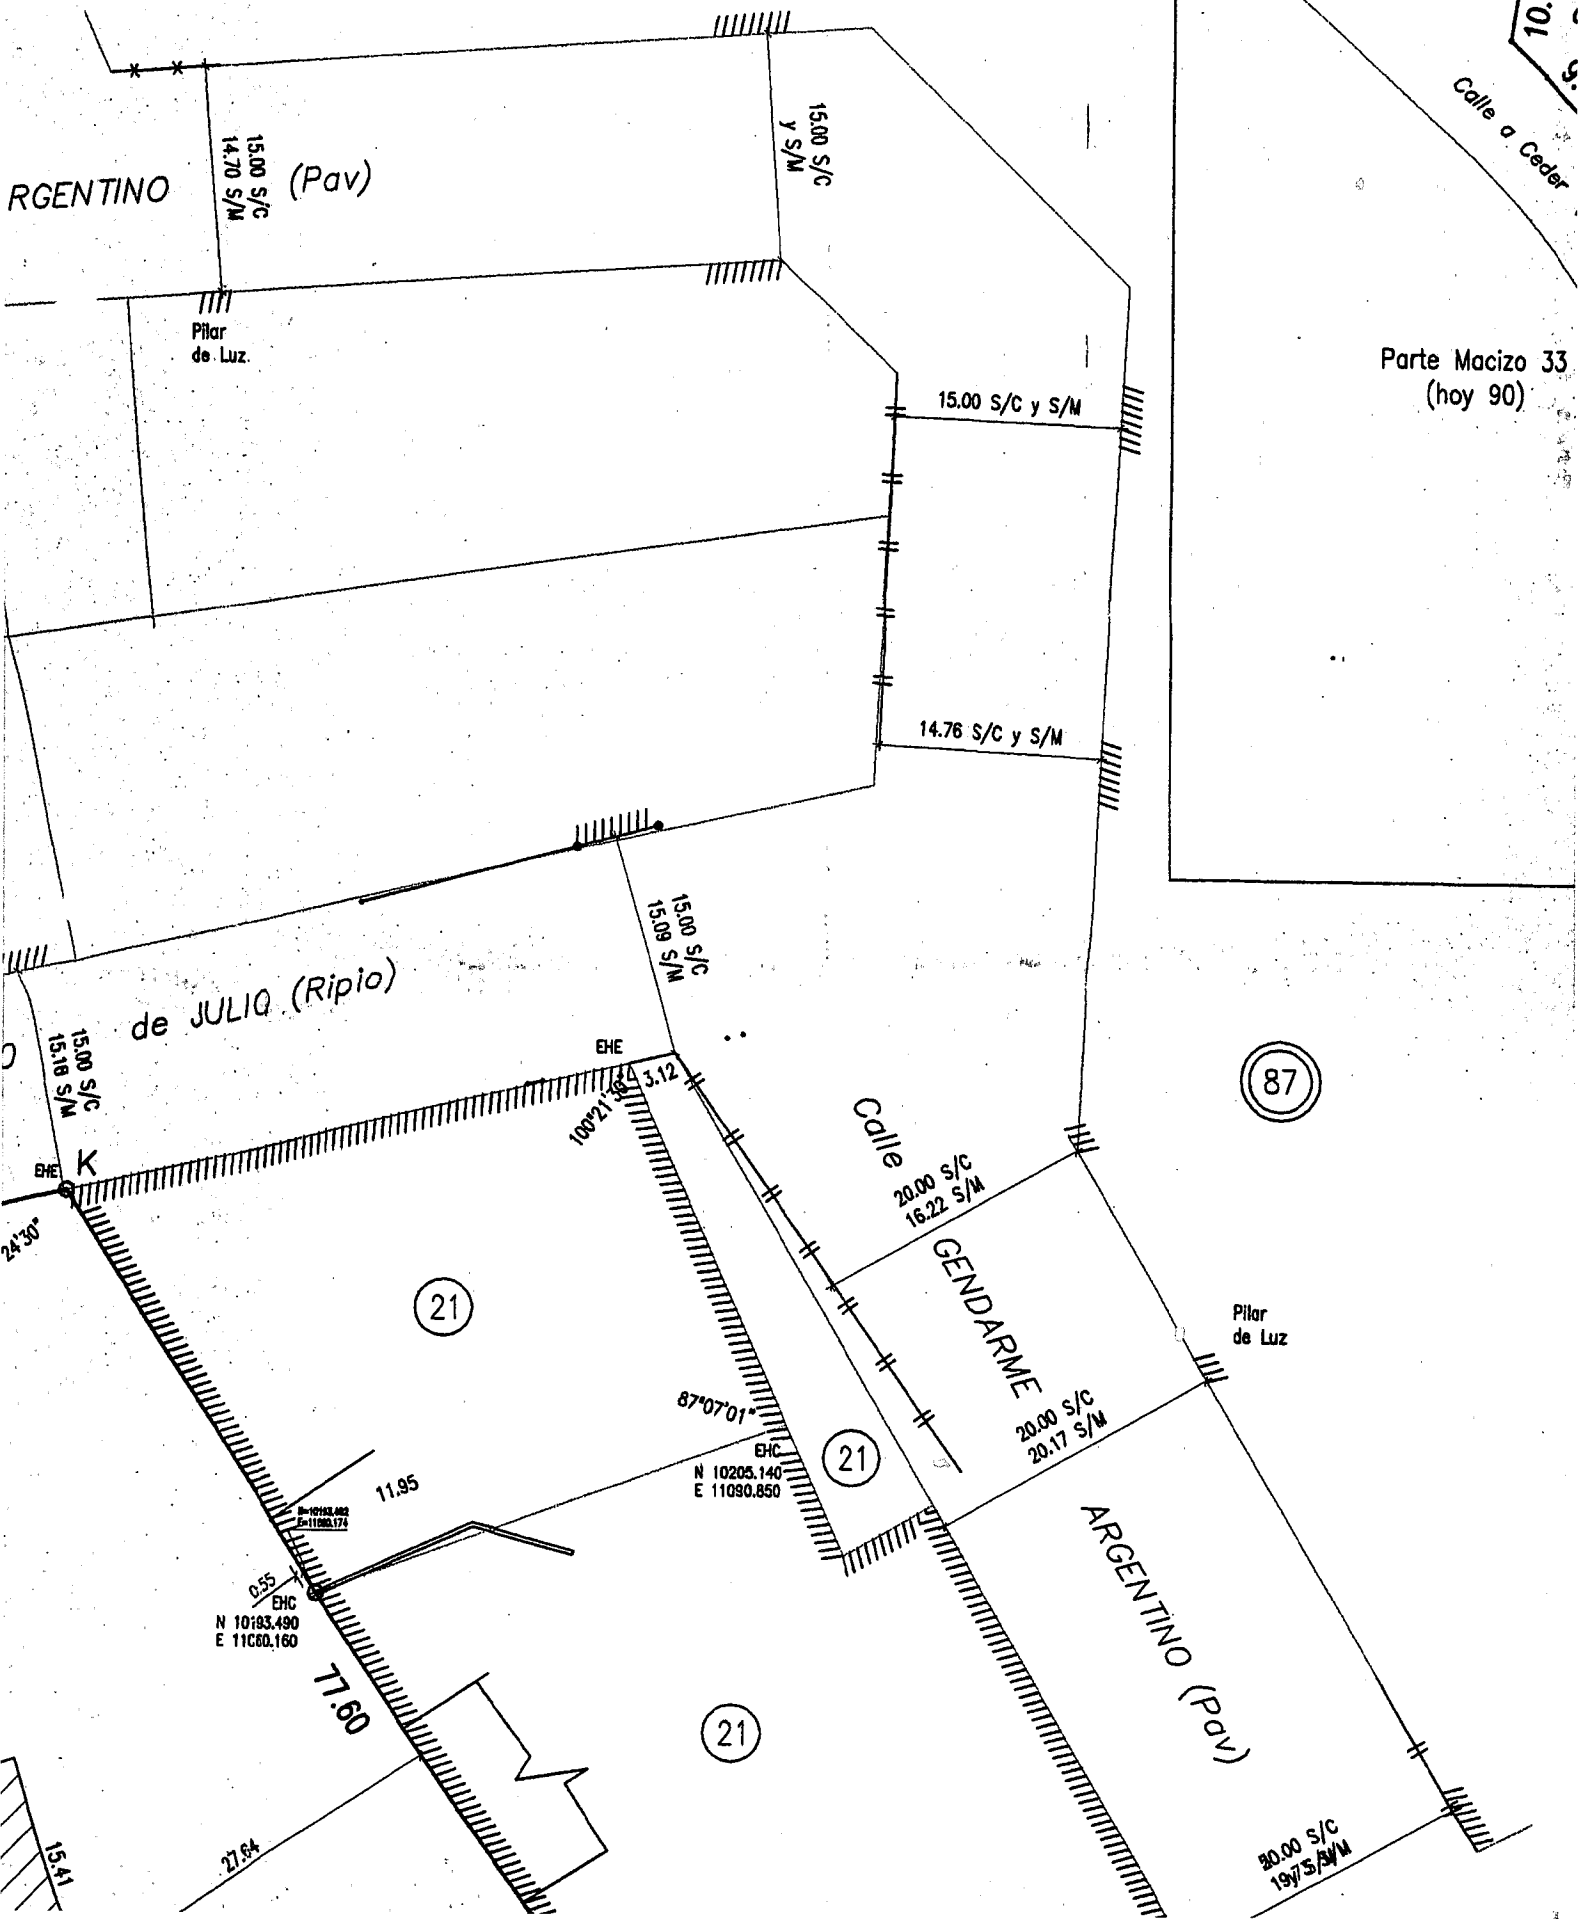 10.
Calle a Ceder
15.00 S/C
y S/M
15.00 S/C
14.70 S/M
RGENTINO (Pav)
Pilar
de Luz.
Parte Macizo 33
(hoy 90)
15.00 S/C y S/M
14.76 S/C y S/M
15.00 S/C
15.09 S/M
de JULIO (Ripio)
15.00 S/C
15.18 S/M
EHE
3.12
100°21'39"
87
EHE K
24'30"
Calle
20.00 S/C
16.22 S/M
GENDARME
21
Pilar
de Luz
87°07'01"
20.00 S/C
20.17 S/M
EHC
N 10205.140
E 11090.850
21
11.95
ARGENTINO (Pav)
0.55
EHC
N 10193.490
E 11060.160
77.60
21
27.64
15.41